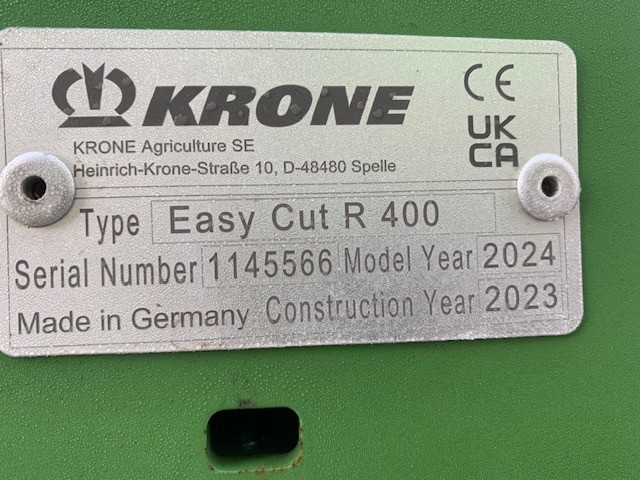 KRONE
KRONE Agriculture SE
Heinrich-Krone-Straße 10, D-48480 Spelle
CE
UK
CA
Type Easy Cut R 400
Serial Number 1145566 Model Year 2024
Made in Germany Construction Year 2023